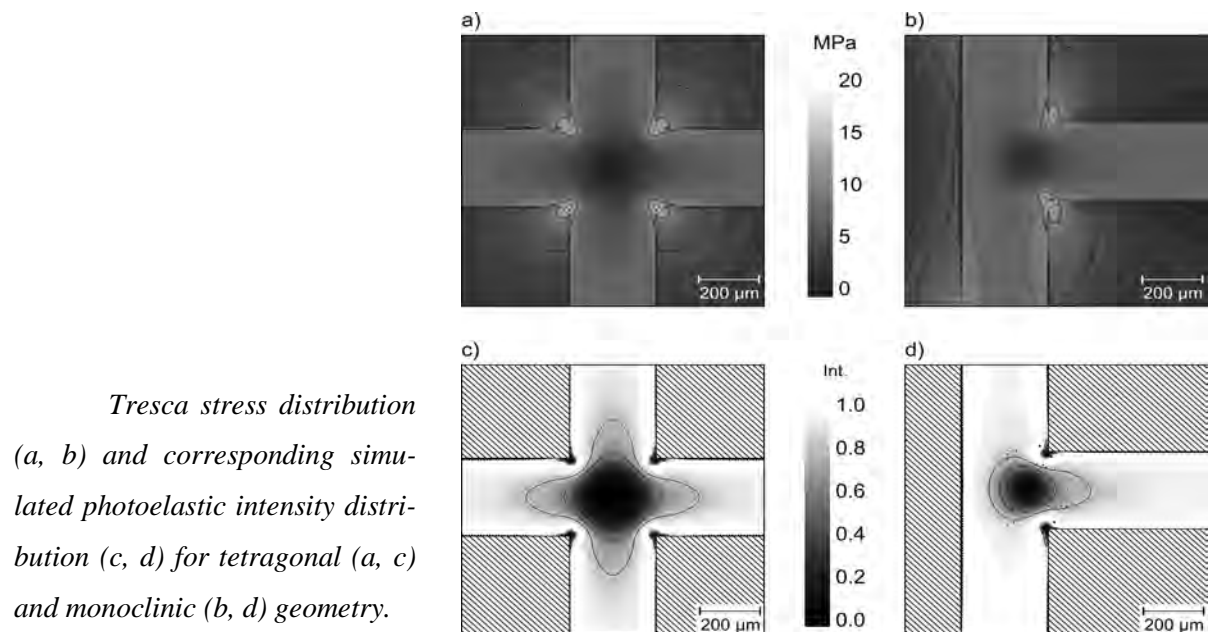 a)
MPa
20
15
10
5
0
200 µm
b)
200 µm
c)
Int.
1.0
0.8
0.6
0.4
0.2
0.0
200 µm
d)
200 µm
Tresca stress distribution
(a, b) and corresponding simu-
lated photoelastic intensity distri-
bution (c, d) for tetragonal (a, c)
and monoclinic (b, d) geometry.